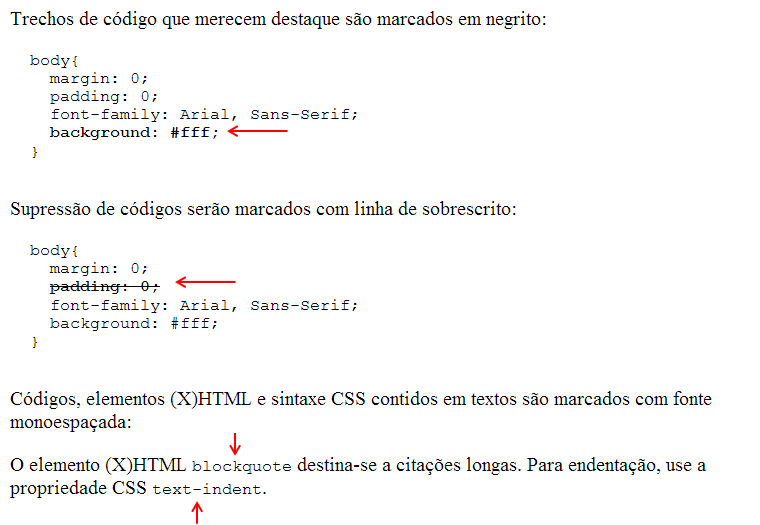 Trechos de código que merecem destaque são marcados em negrito:
body{
margin: 0;
padding: 0;
font-family: Arial, Sans-Serif;
background: #fff;
}
Supressão de códigos serão marcados com linha de sobrescrito:
body{
margin: 0;
padding: 0;
font-family: Arial, Sans-Serif;
background: #fff;
}
Códigos, elementos (X)HTML e sintaxe CSS contidos em textos são marcados com fonte
monoespaçada:
O elemento (X)HTML blockquote destina-se a citações longas. Para endentação, use a
propriedade CSS text-indent.